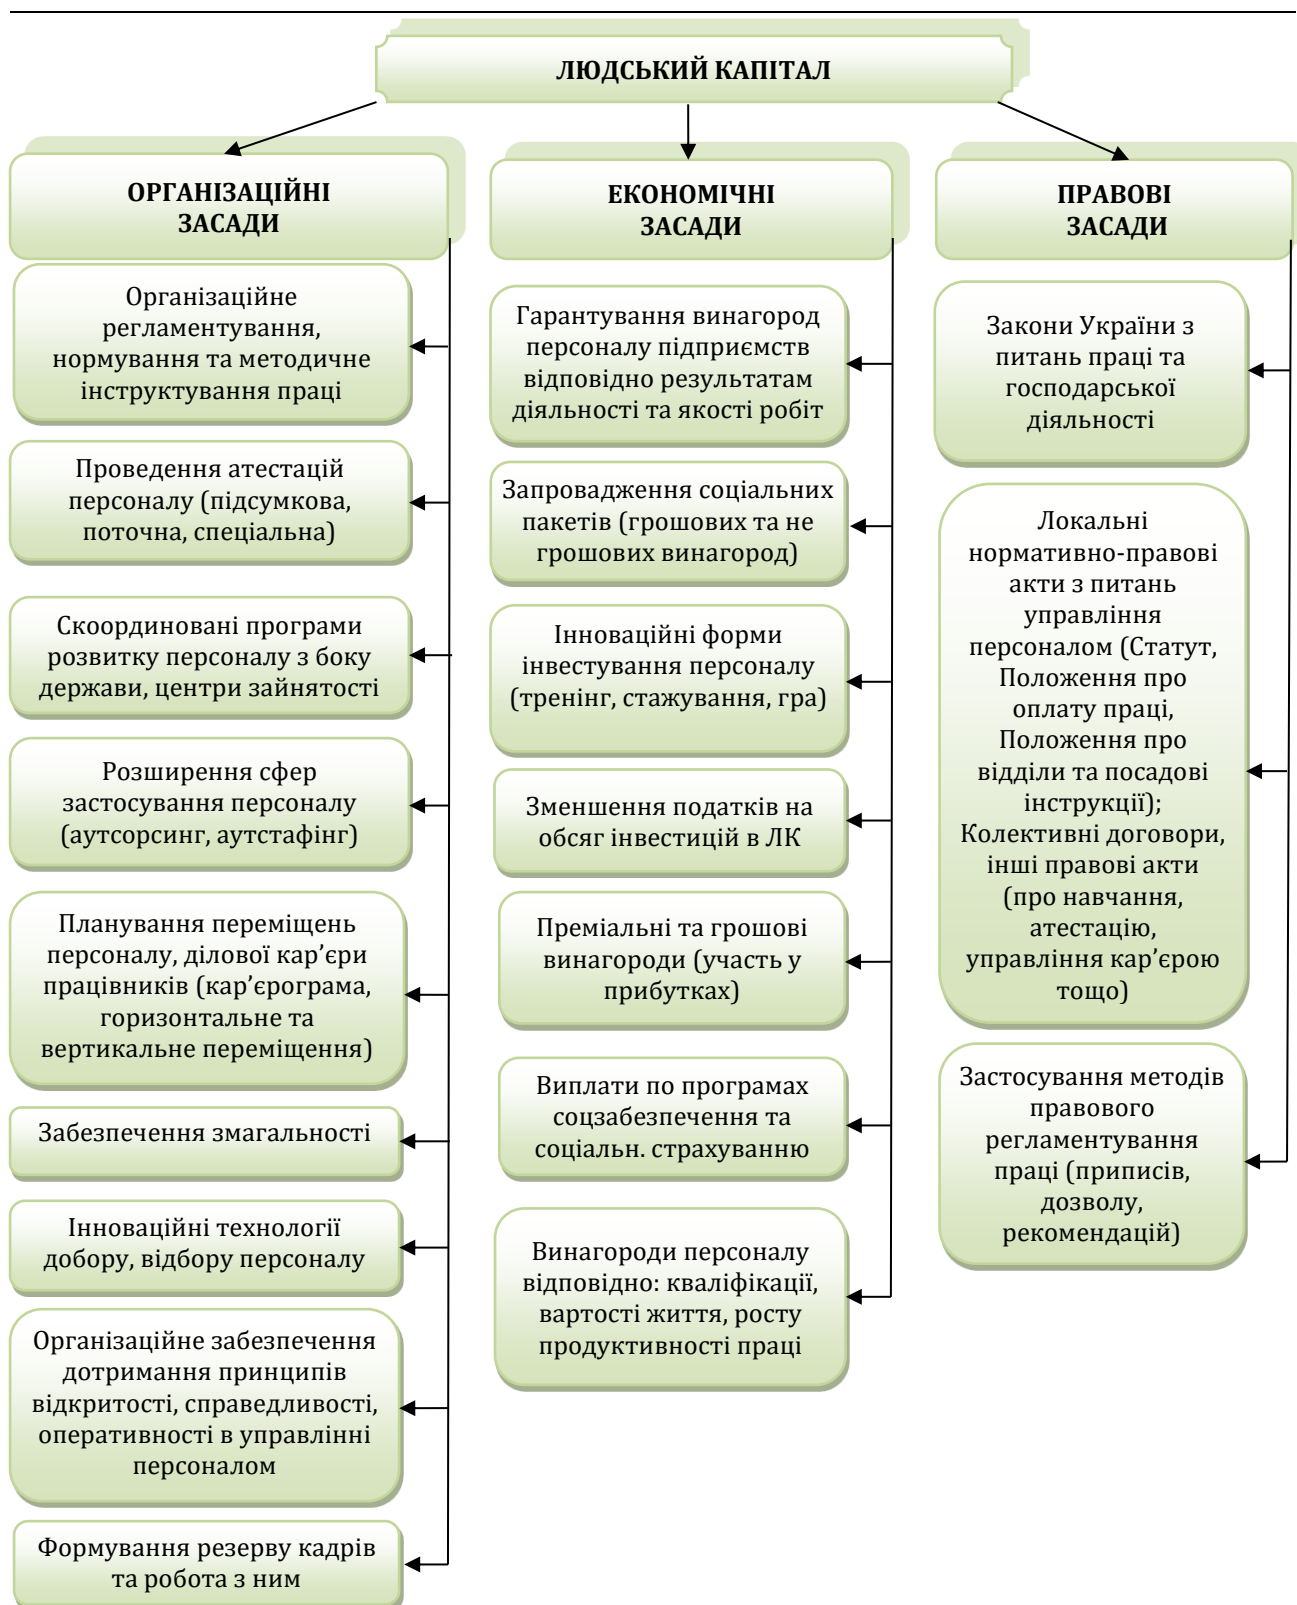 ЛЮДСЬКИЙ КАПІТАЛ
ОРГАНІЗАЦІЙНІ
ЗАСАДИ
Організаційне
регламентування,
нормування та методичне
інструктування праці
Проведення атестацій
персоналу (підсумкова,
поточна, спеціальна)
Скоординовані програми
розвитку персоналу з боку
держави, центри зайнятості
Розширення сфер
застосування персоналу
(аутсорсинг, аутстафінг)
Планування переміщень
персоналу, ділової кар’єри
працівників (кар’єрограма,
горизонтальне та
вертикальне переміщення)
Забезпечення змагальності
Інноваційні технології
добору, відбору персоналу
Організаційне забезпечення
дотримання принципів
відкритості, справедливості,
оперативності в управлінні
персоналом
Формування резерву кадрів
та робота з ним
ЕКОНОМІЧНІ
ЗАСАДИ
Гарантування винагород
персоналу підприємств
відповідно результатам
діяльності та якості робіт
Запровадження соціальних
пакетів (грошових та не
грошових винагород)
Інноваційні форми
інвестування персоналу
(тренінг, стажування, гра)
Зменшення податків на
обсяг інвестицій в ЛК
Преміальні та грошові
винагороди (участь у
прибутках)
Виплати по програмах
соцзабезпечення та
соціальн. страхуванню
Винагороди персоналу
відповідно: кваліфікації,
вартості життя, росту
продуктивності праці
ПРАВОВІ
ЗАСАДИ
Закони України з
питань праці та
господарської
діяльності
Локальні
нормативно-правові
акти з питань
управління
персоналом (Статут,
Положення про
оплату праці,
Положення про
відділи та посадові
інструкції);
Колективні договори,
інші правові акти
(про навчання,
атестацію,
управління кар’єрою
тощо)
Застосування методів
правового
регламентування
праці (приписів,
дозволу,
рекомендацій)